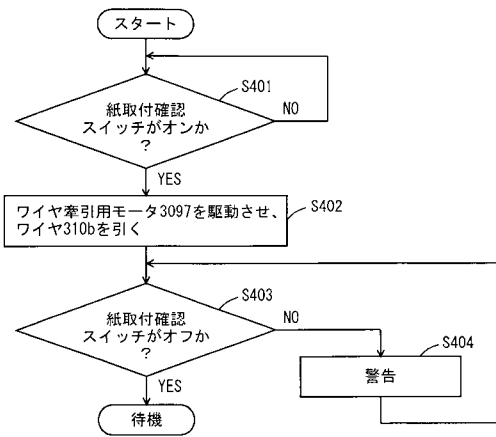 スタート
S401
紙取付確認
スイッチがオンか
?
NO
YES
S402
ワイヤ牽引用モータ3097を駆動させ、
ワイヤ310bを引く
S403
紙取付確認
スイッチがオフか
?
NO
S404
警告
YES
待機